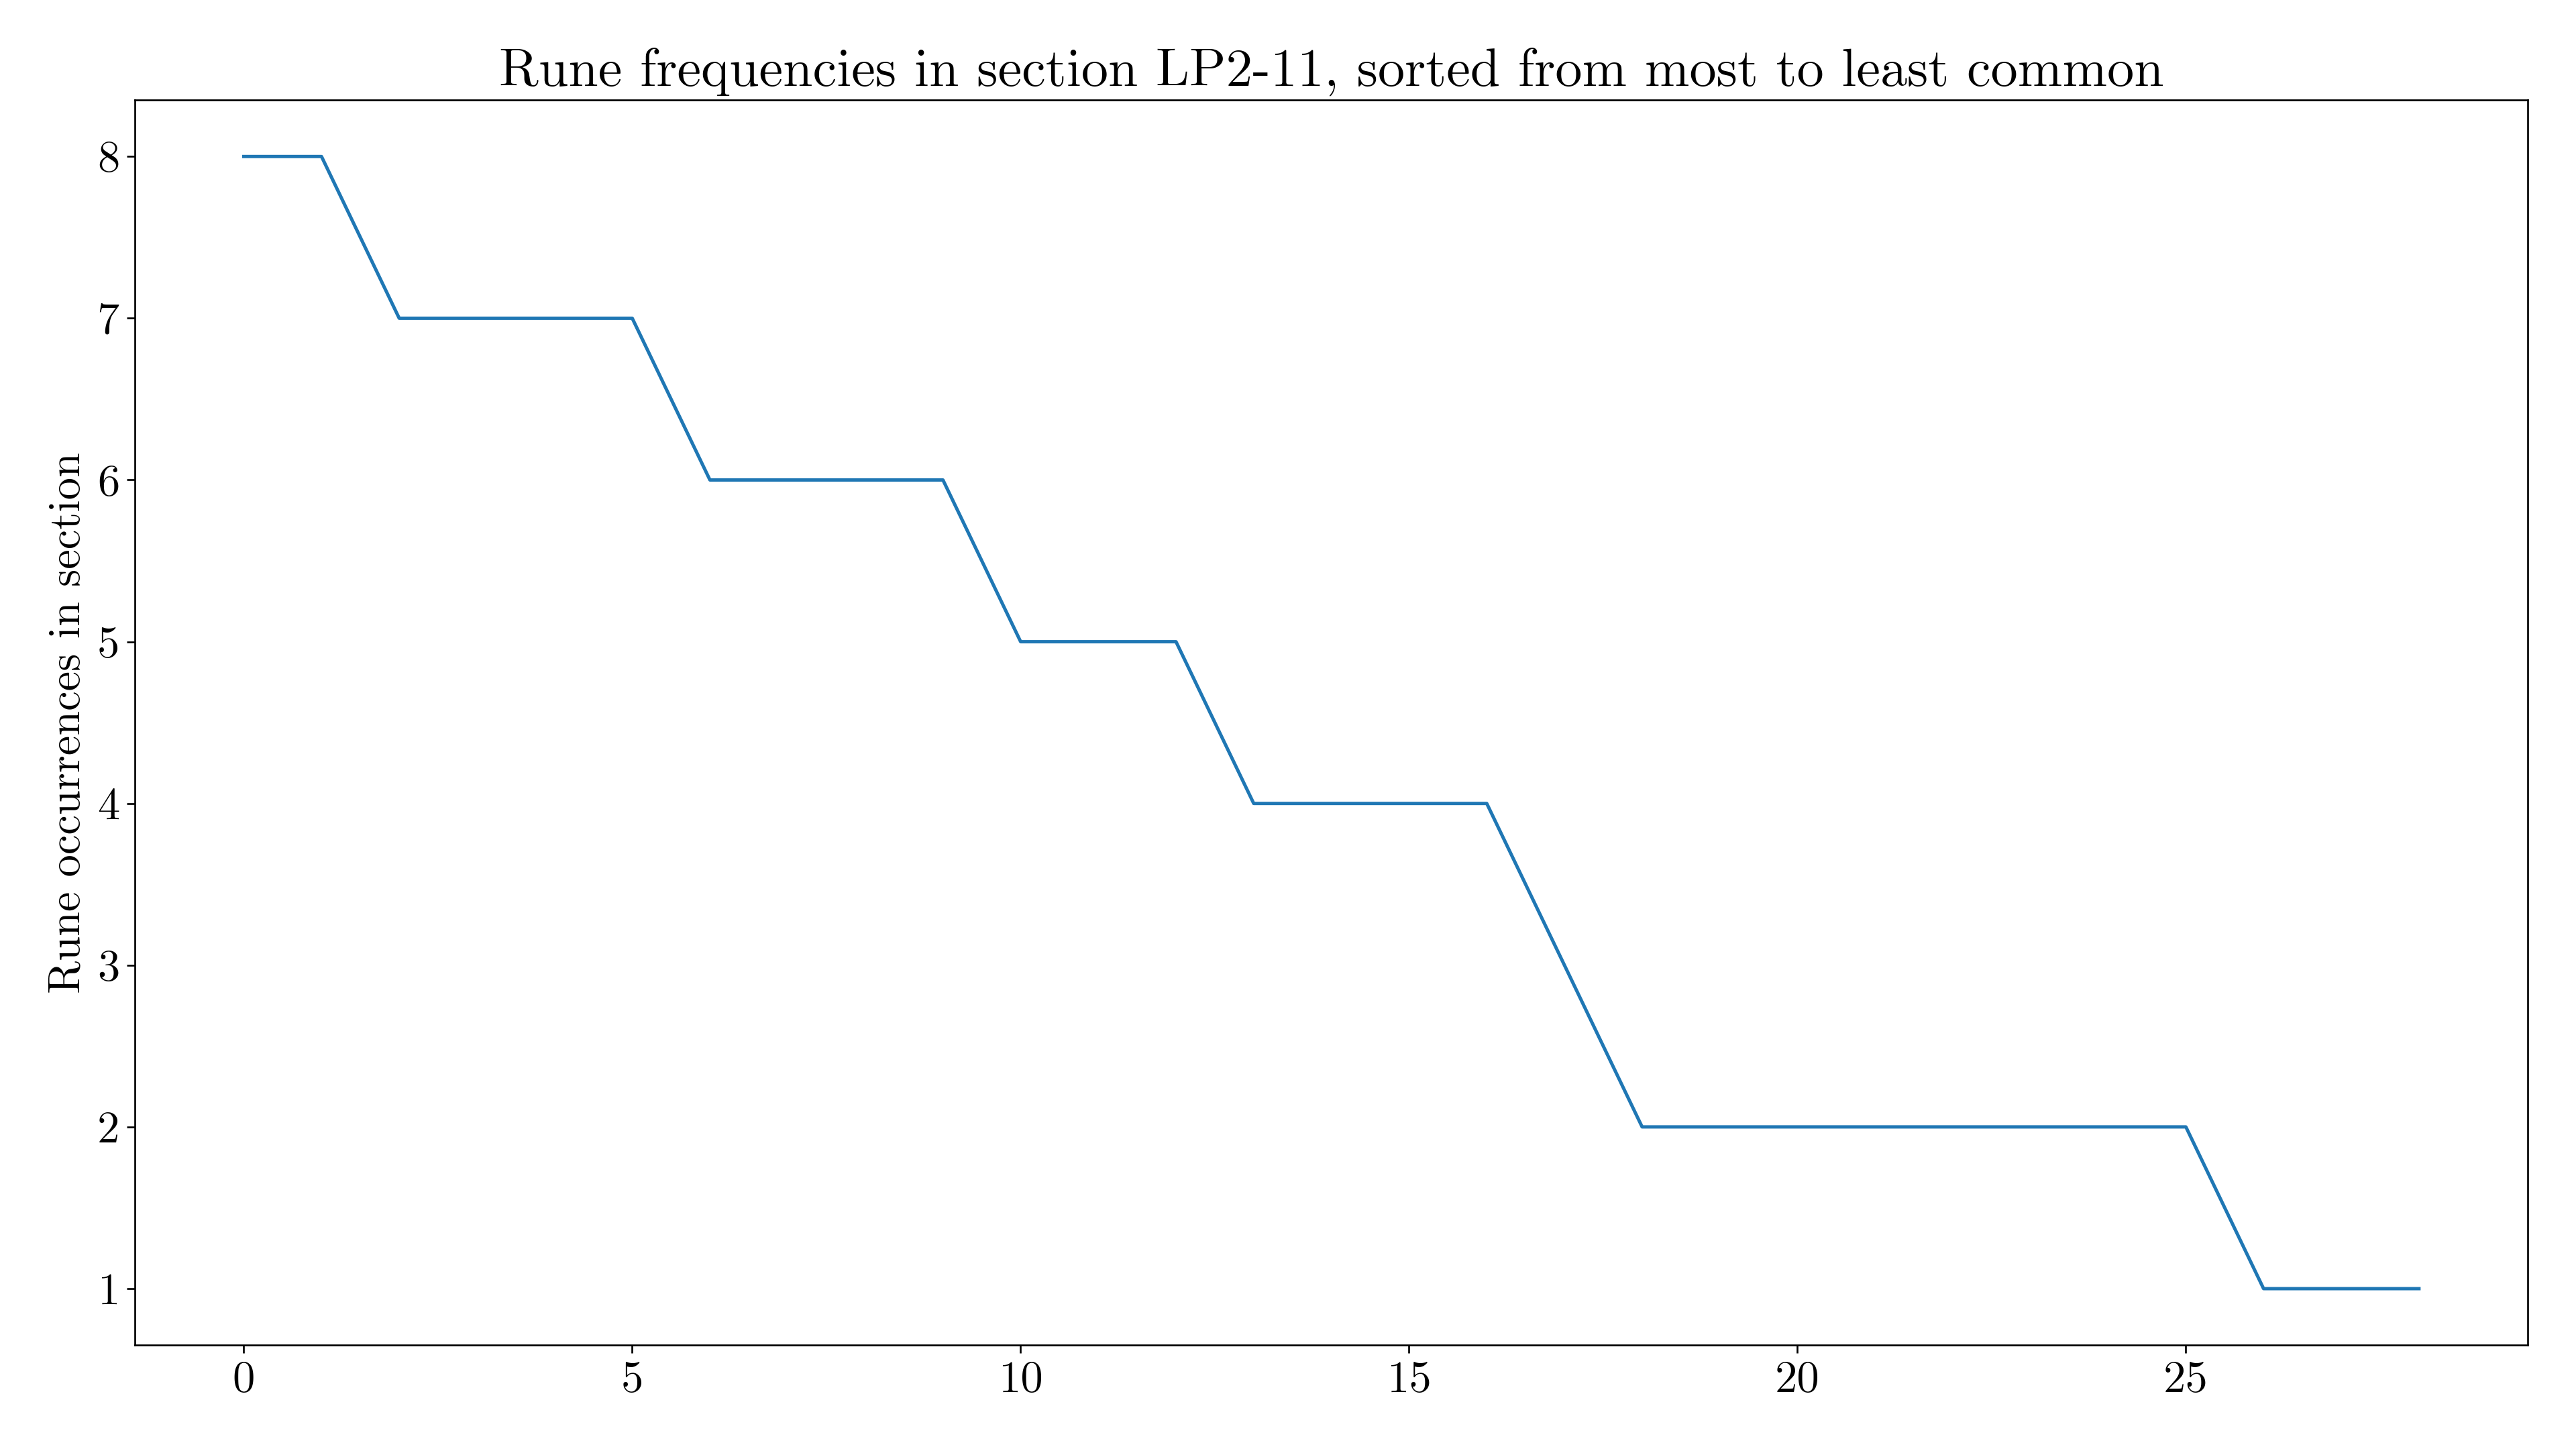 Rune frequencies in section LP2-11, sorted from most to least common
Rune occurrences in section
8
7
6
5
4
3
2
1
0 5 10 15 20 25